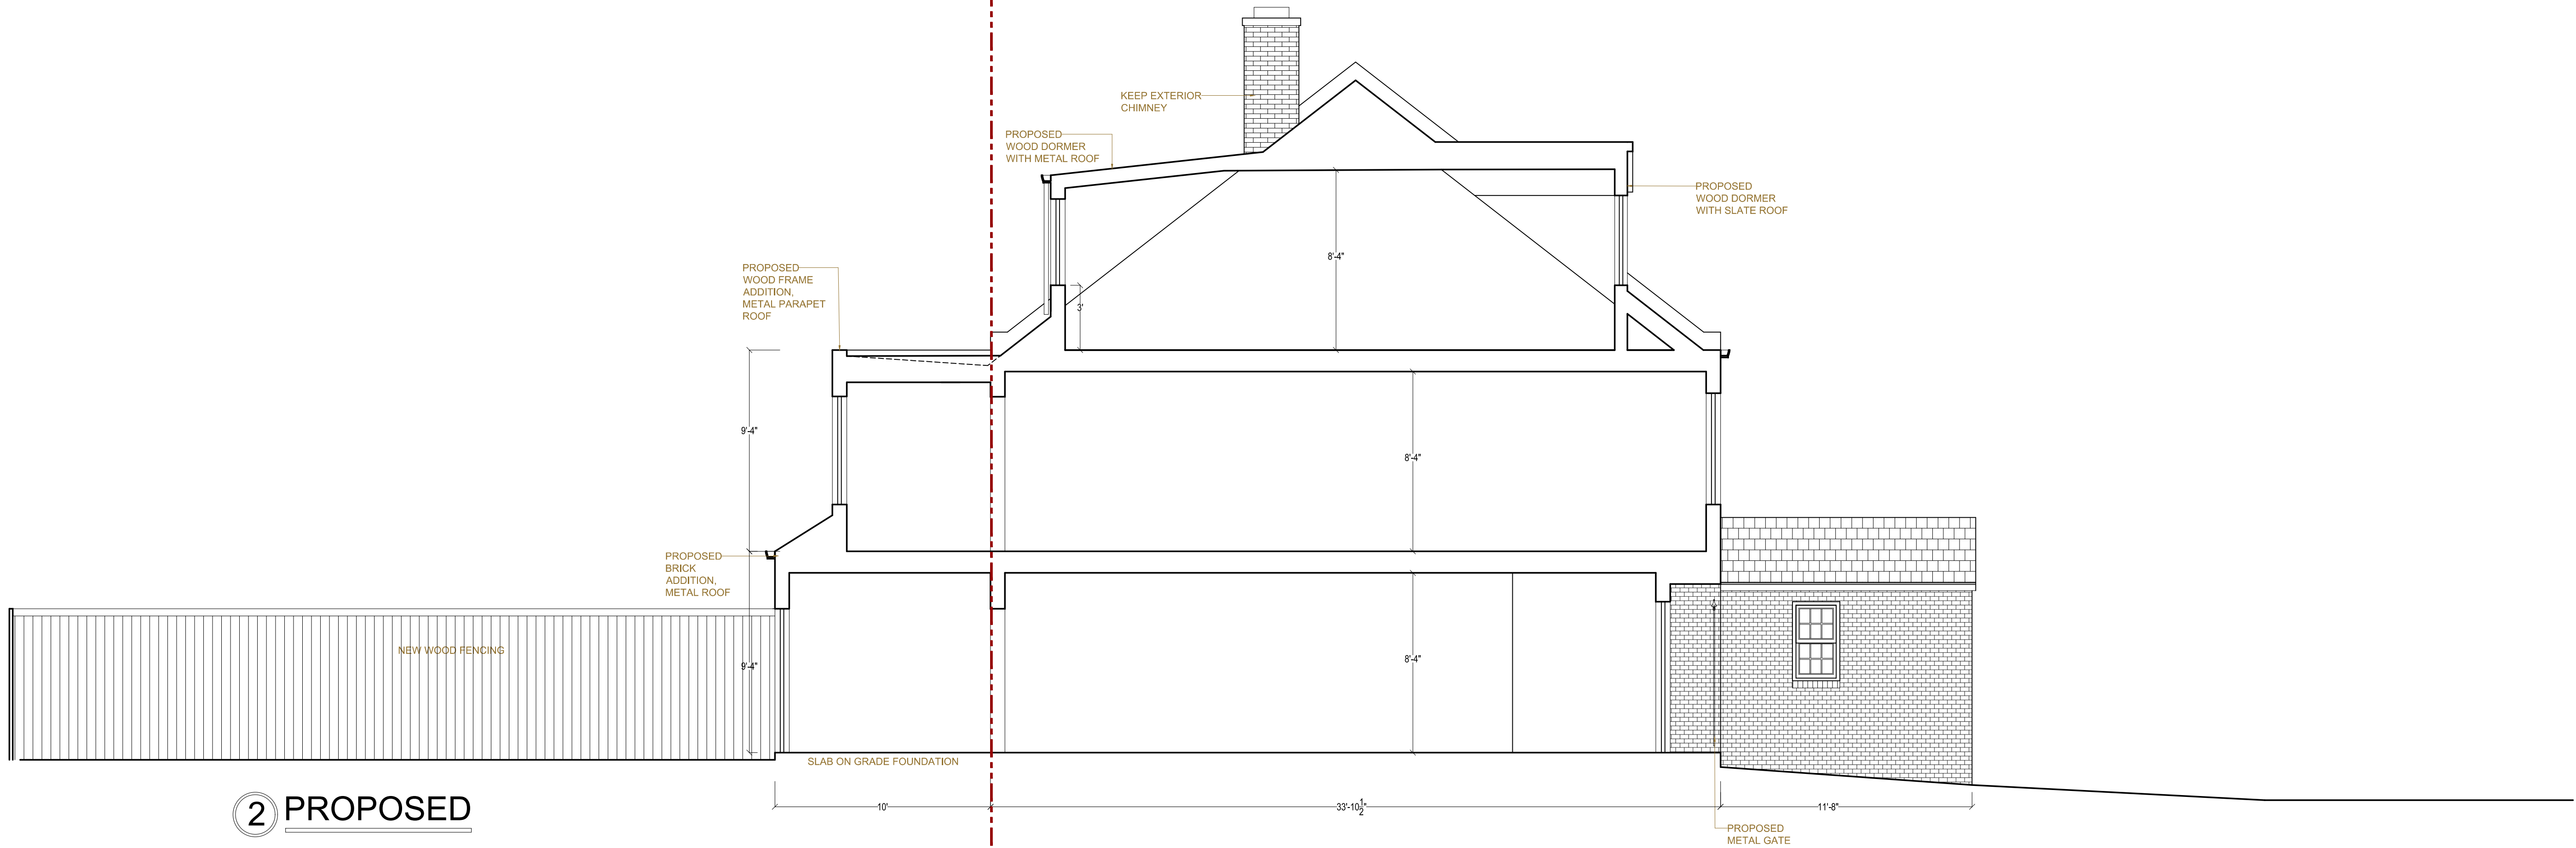 KEEP EXTERIOR
CHIMNEY
PROPOSED
WOOD DORMER
WITH METAL ROOF
PROPOSED
WOOD DORMER
WITH SLATE ROOF
8'-4"
PROPOSED
WOOD FRAME
ADDITION,
METAL PARAPET
ROOF
3'
9'-4"
8'-4"
PROPOSED
BRICK
ADDITION,
METAL ROOF
NEW WOOD FENCING
9'-4"
8'-4"
SLAB ON GRADE FOUNDATION
10'
33'-10 1/2"
11'-8"
2 PROPOSED
PROPOSED
METAL GATE